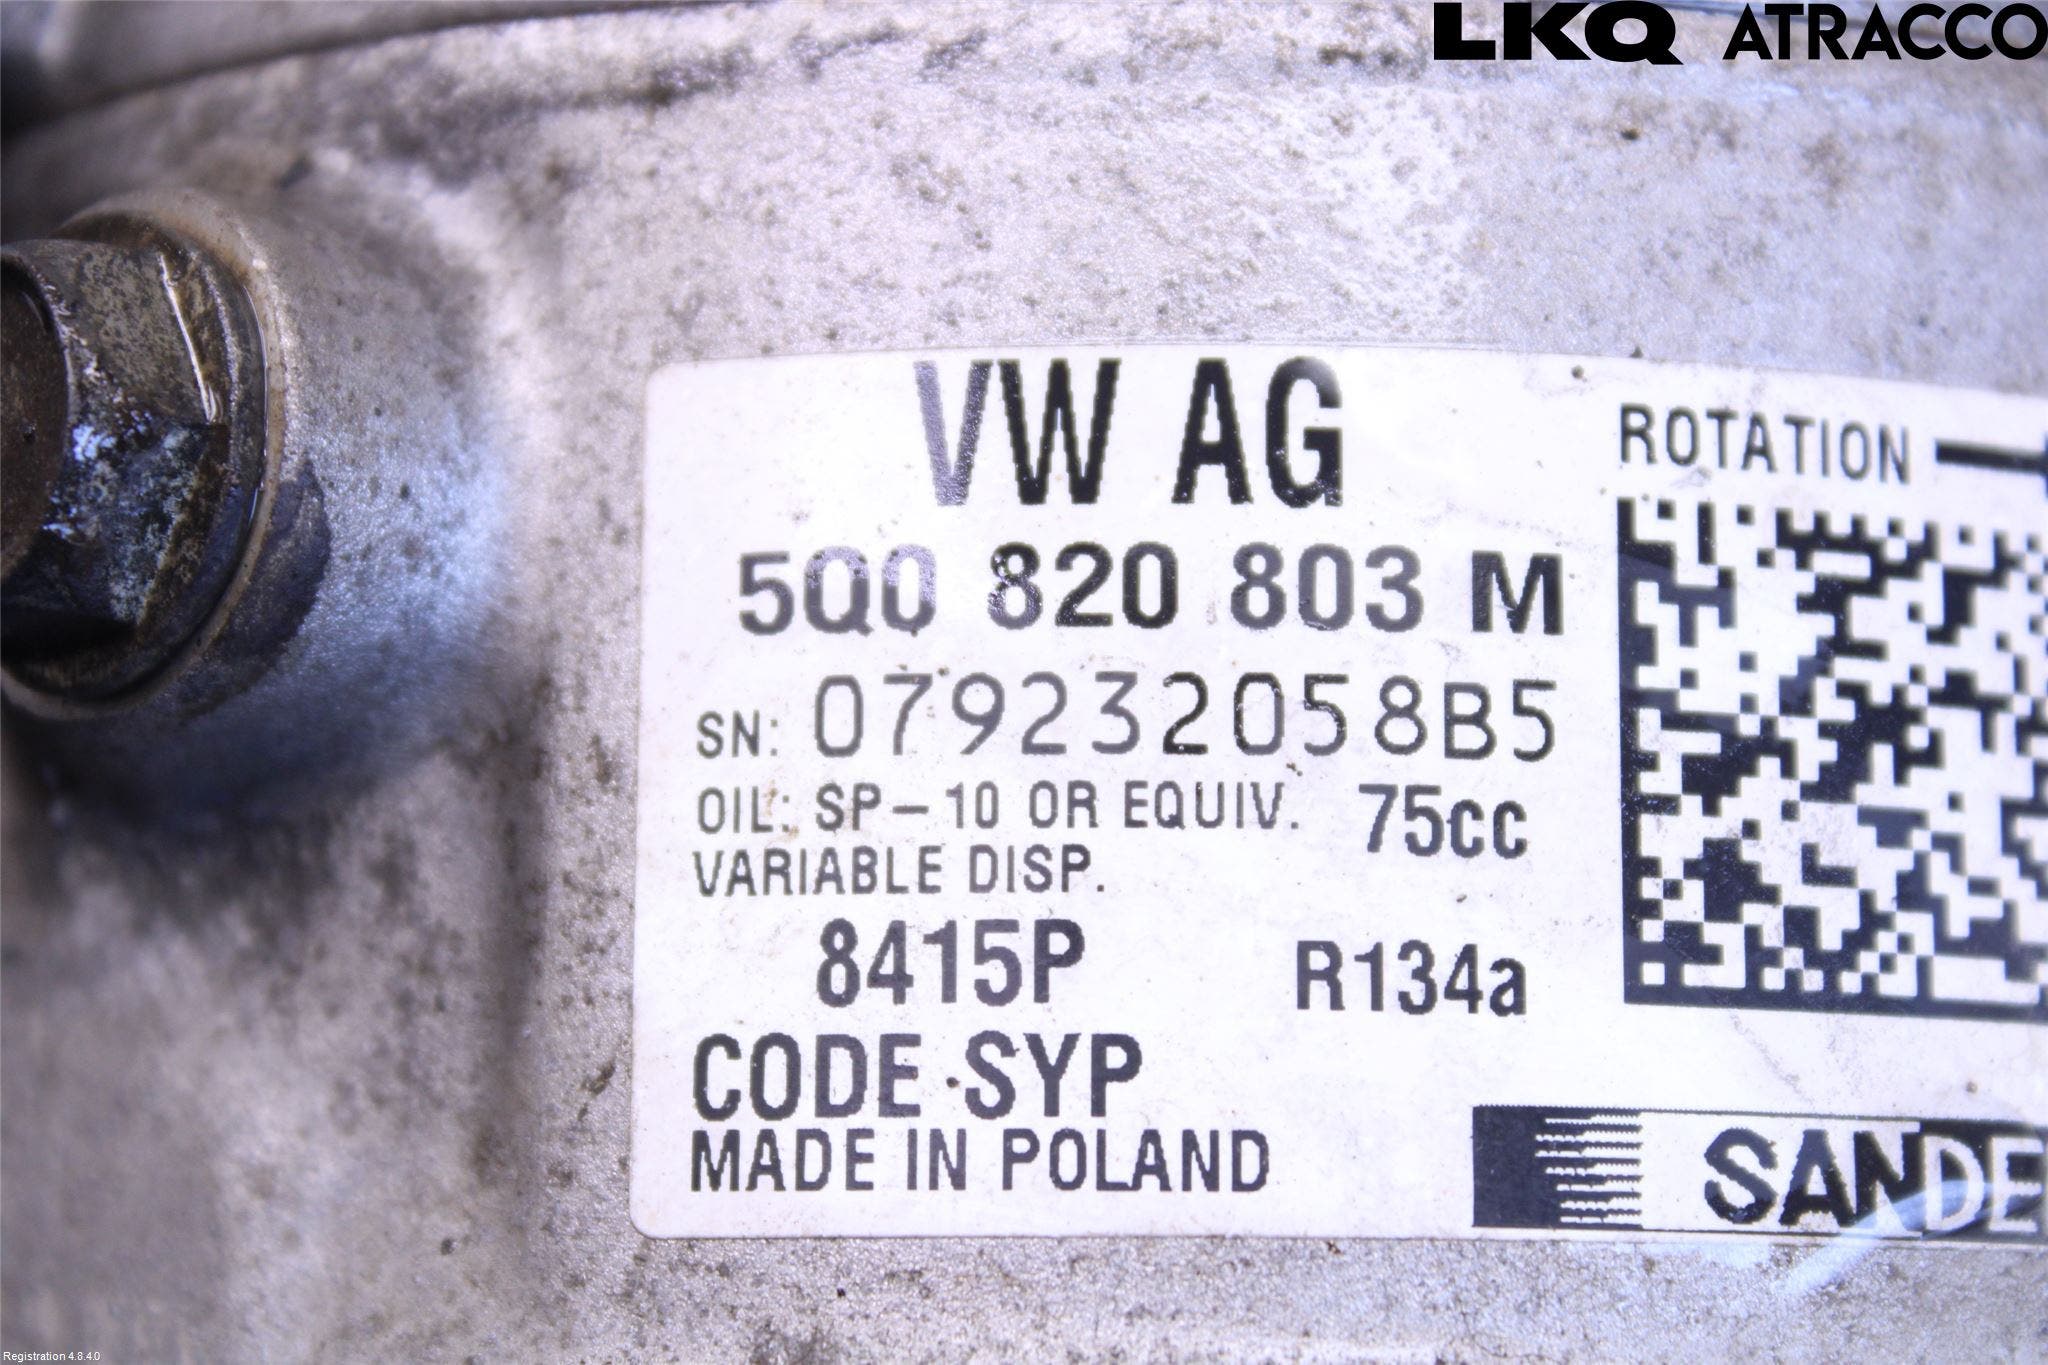 LKQ ATRACCO
VW AG
ROTATION
5Q0 820 803 M
SN: 079232058B5
OIL: SP-10 OR EQUIV. 75cc
VARIABLE DISP.
8415P R134a
CODE SYP
MADE IN POLAND
SANDE
Registration 4.8.4.0